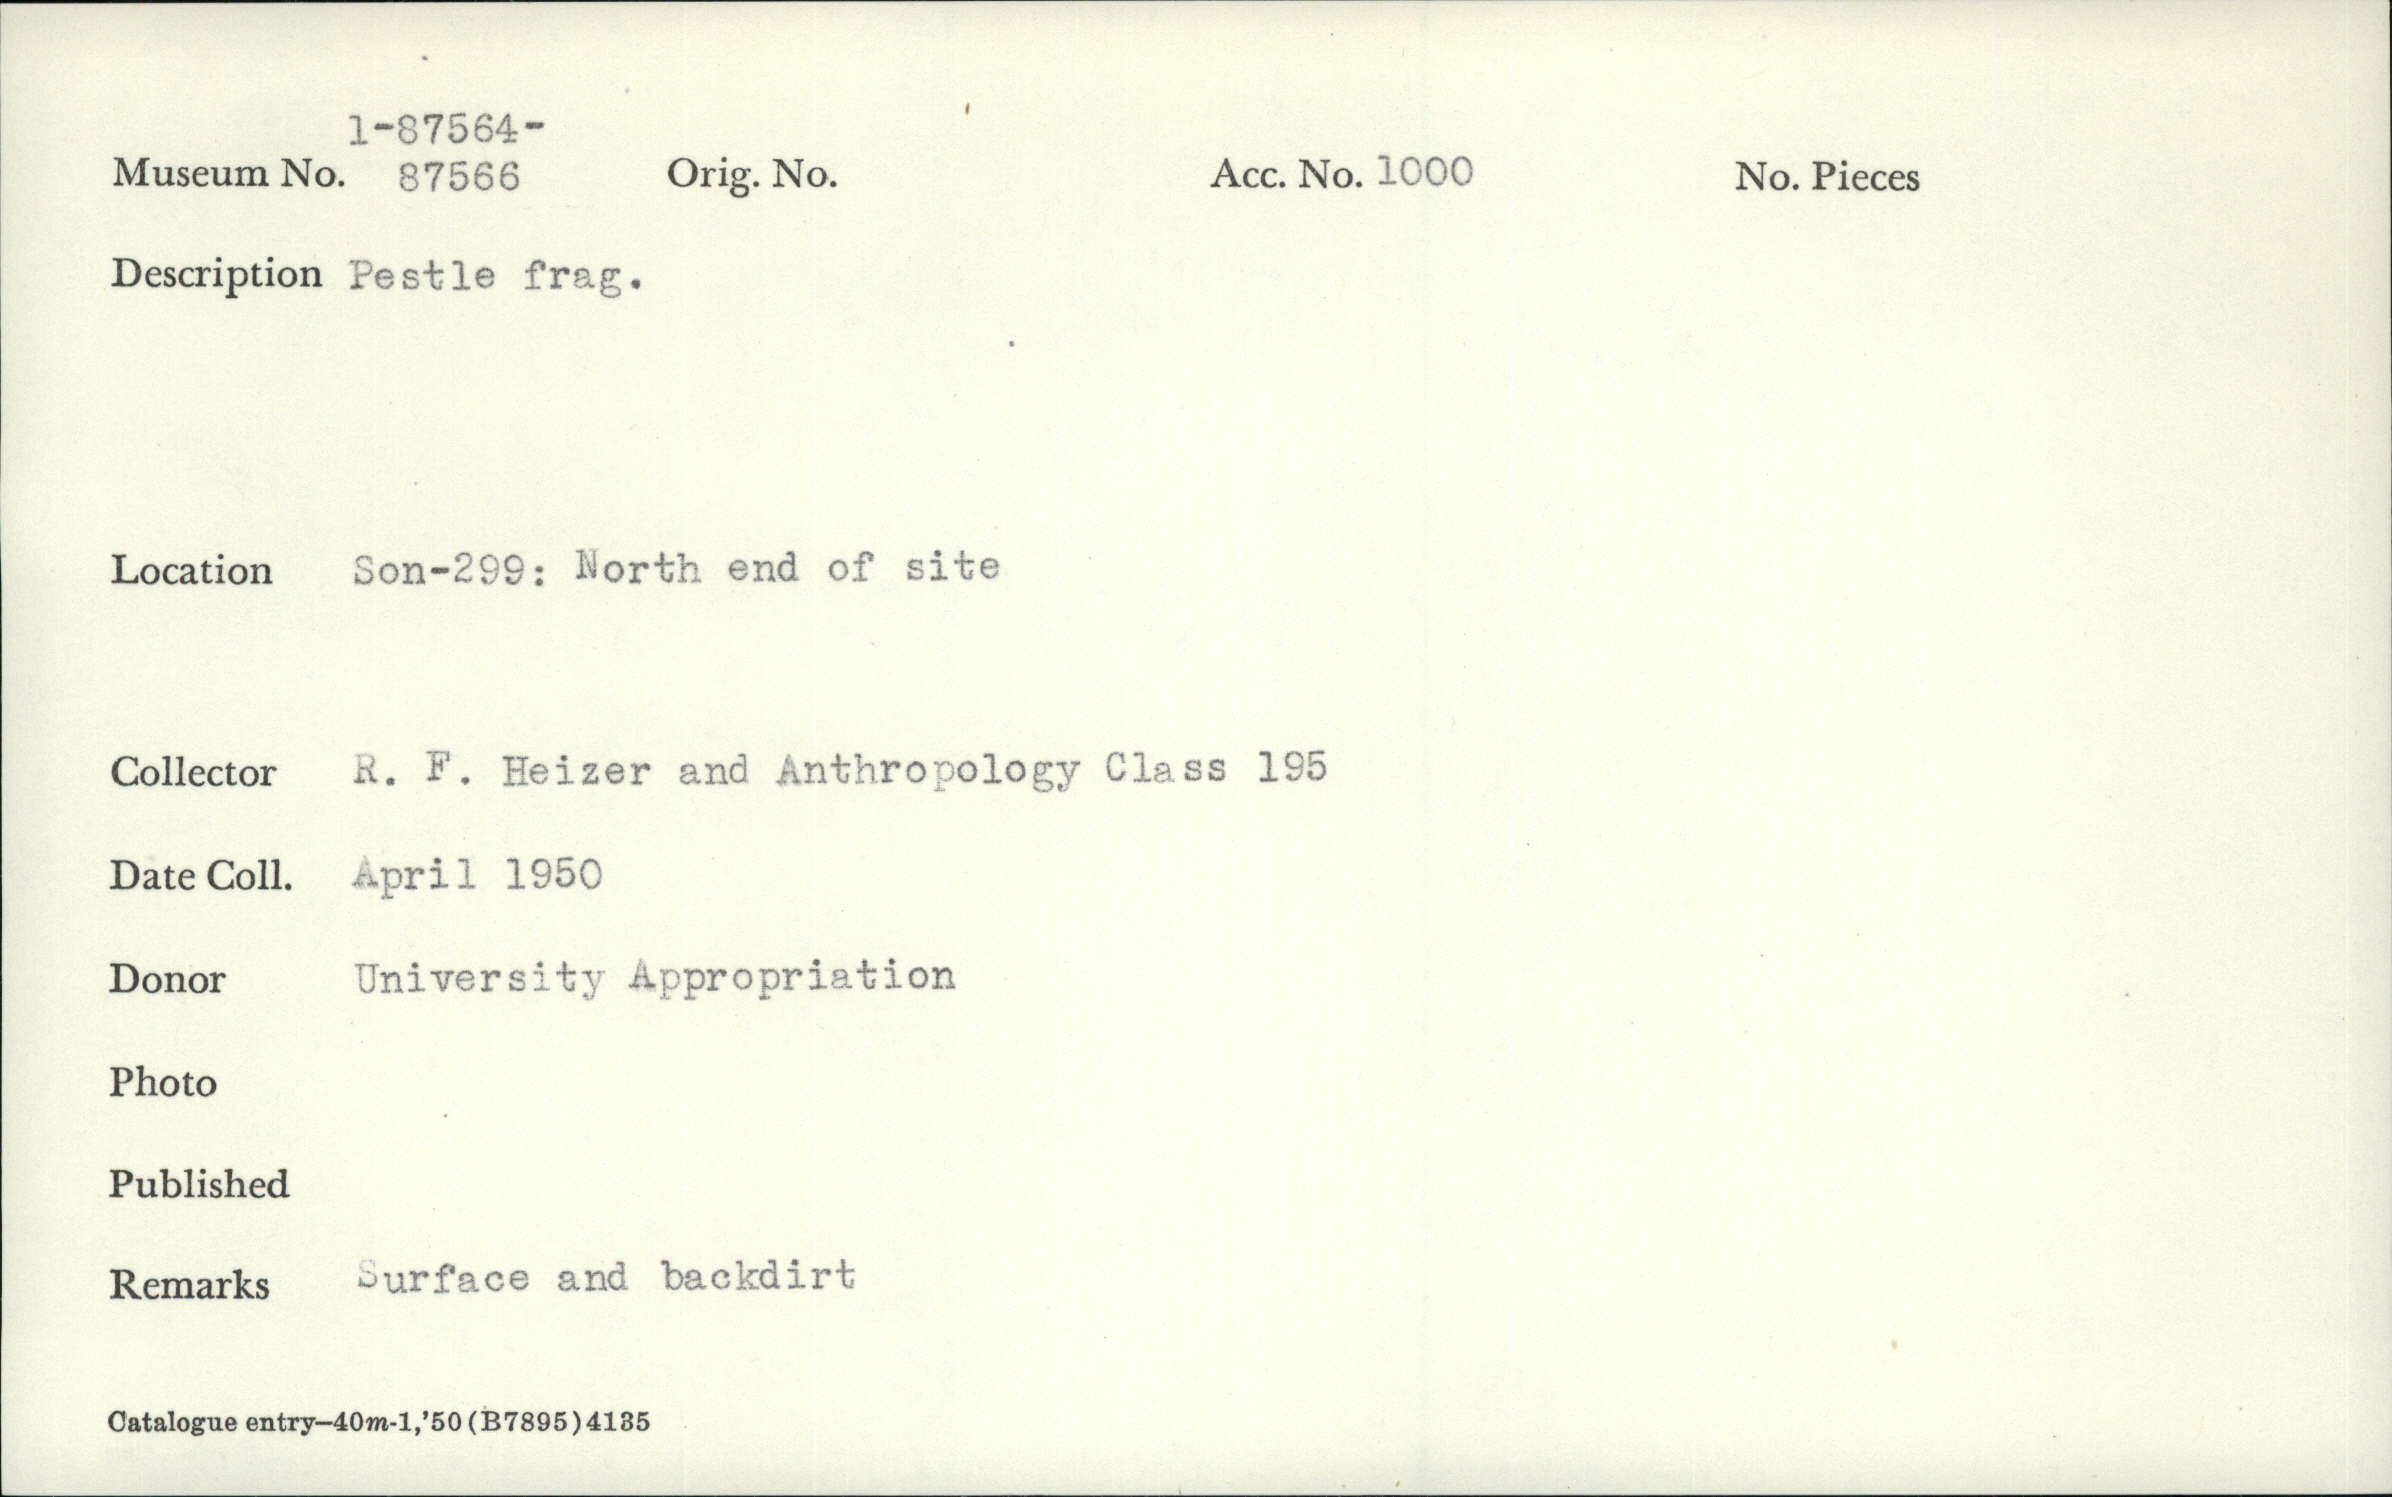 1-87564-
Museum No. 87566 Orig. No. Acc. No. 1000 No. Pieces
Description Pestle frag.
Location Son-299: North end of site
Collector R. F. Heizer and Anthropology Class 195
Date Coll. April 1950
Donor University Appropriation
Photo
Published
Remarks Surface and backdirt
Catalogue entry—40m-1,'50(B7895)4135